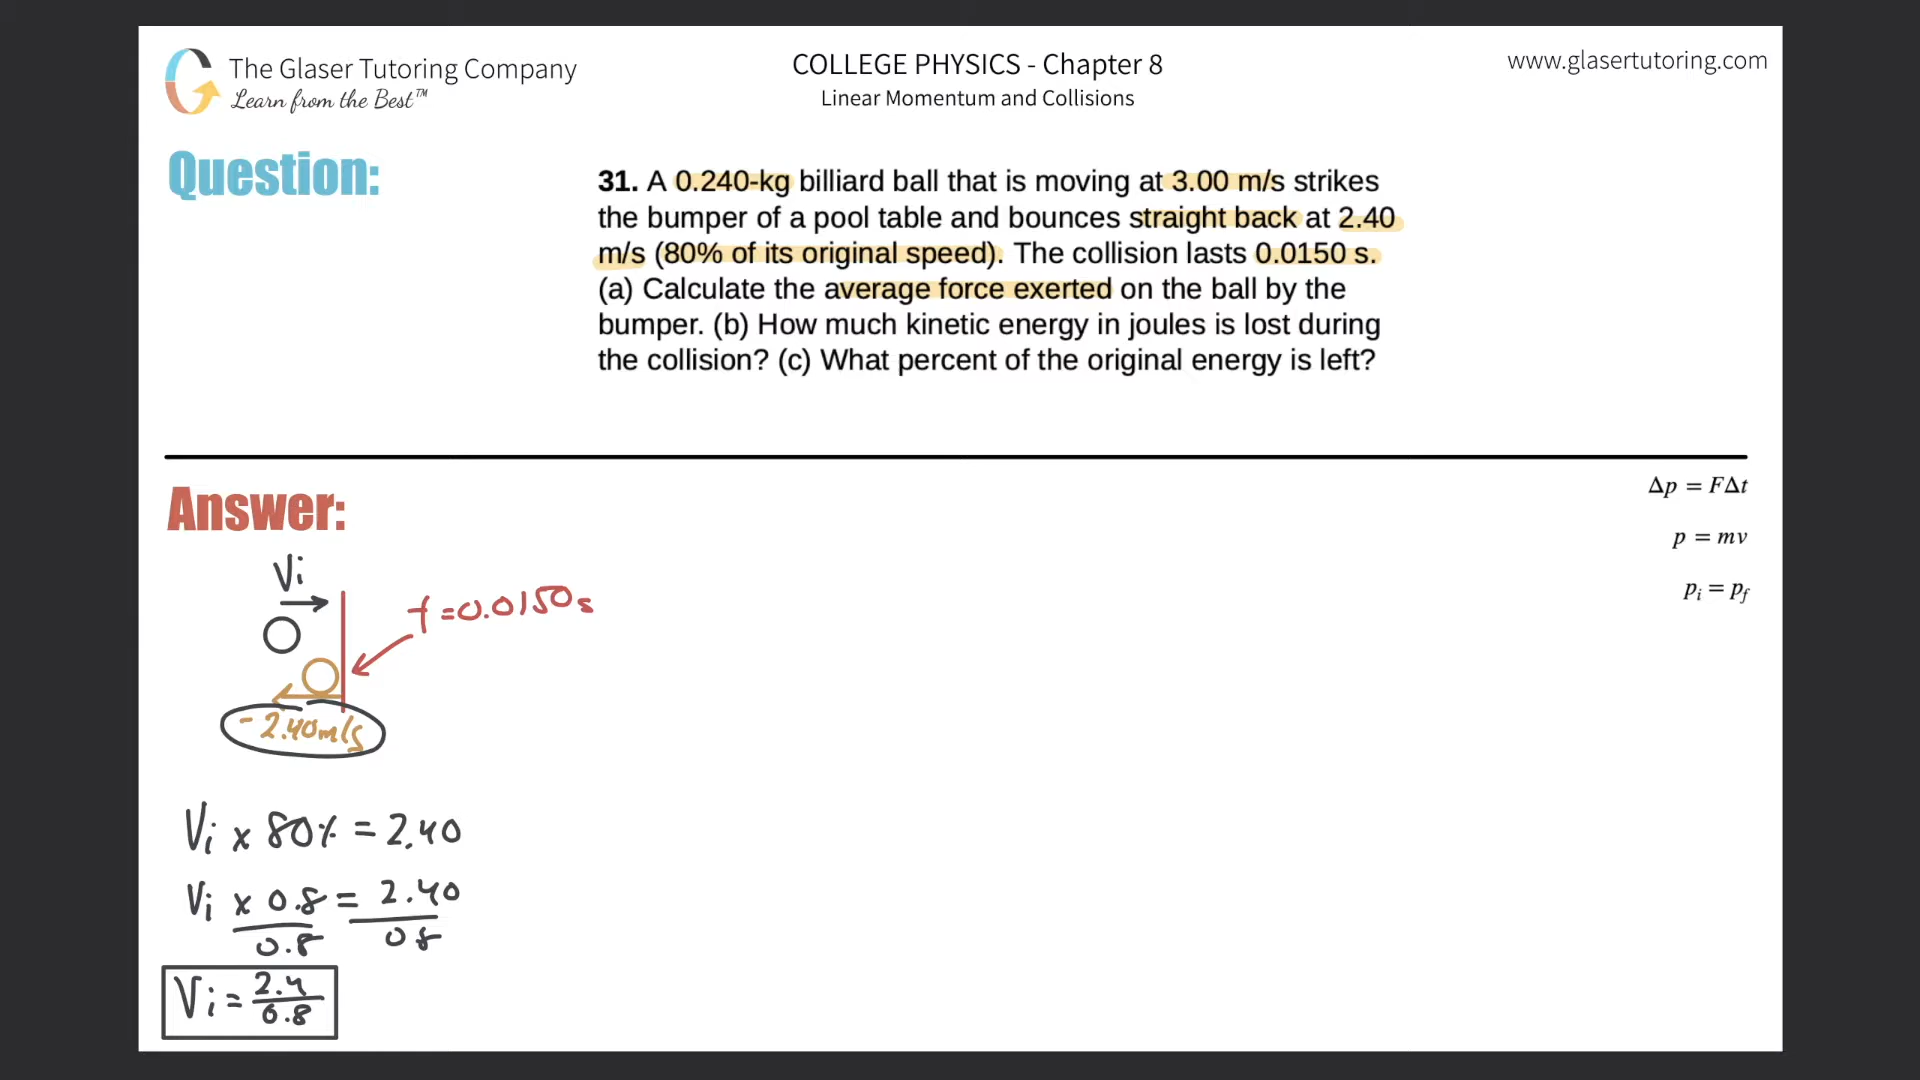 The Glaser Tutoring Company
Learn from the Best™
COLLEGE PHYSICS - Chapter 8
Linear Momentum and Collisions
www.glasertutoring.com
Question:
31. A 0.240-kg billiard ball that is moving at 3.00 m/s strikes
the bumper of a pool table and bounces straight back at 2.40
m/s (80% of its original speed). The collision lasts 0.0150 s.
(a) Calculate the average force exerted on the ball by the
bumper. (b) How much kinetic energy in joules is lost during
the collision? (c) What percent of the original energy is left?
Answer:
Δp = FΔt
p = mv
pᵢ = p_f
Vi
t = 0.0150 s
- 2.40 m/s
Vi x 80% = 2.40
Vi x 0.8 = 2.40
0.8 08
Vi = 2.4
0.8